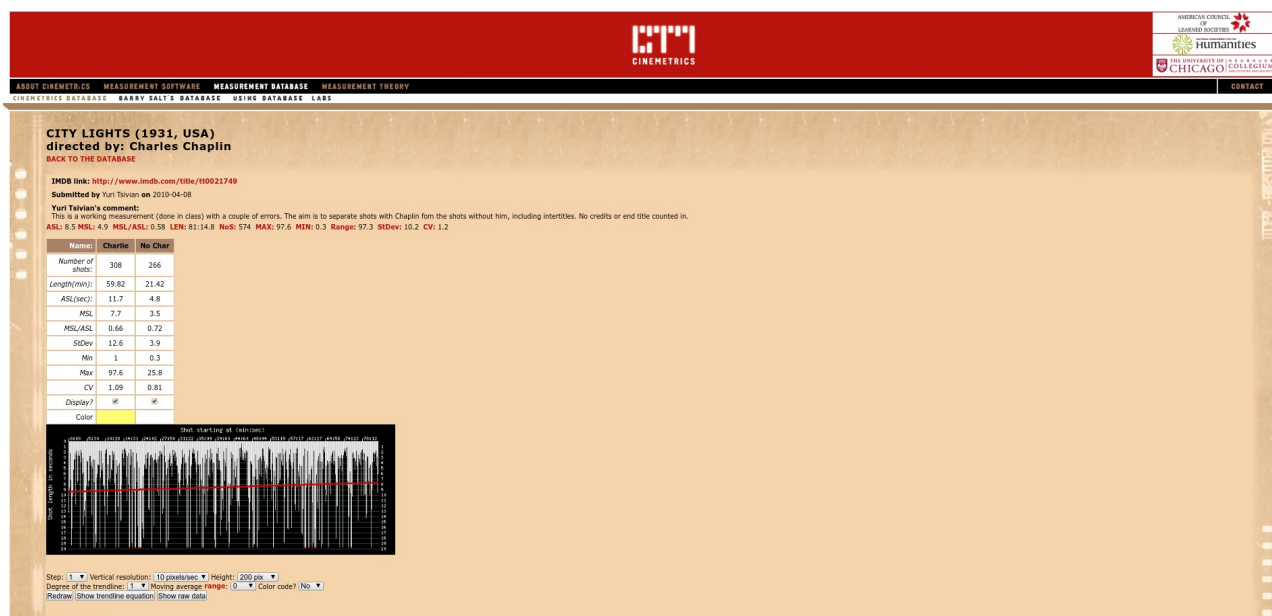 CINEMETRICS
AMERICAN COUNCIL
OF
LEARNED SOCIETIES
Humanities
THE UNIVERSITY OF
CHICAGO
COLLEGIUM
ABOUT CINEMETRICS MEASUREMENT SOFTWARE MEASUREMENT DATABASE MEASUREMENT THEORY CONTACT
CINEMETRICS DATABASE BARRY SALT'S DATABASE USING DATABASE LABS
CITY LIGHTS (1931, USA)
directed by: Charles Chaplin
BACK TO THE DATABASE
IMDB link: http://www.imdb.com/title/tt0021749
Submitted by Yuri Tsivian on 2010-04-08
Yuri Tsivian's comment:
This is a working measurement (done in class) with a couple of errors. The aim is to separate shots with Chaplin fom the shots without him, including intertitles. No credits or end title counted in.
ASL: 8.5 MSL: 4.9 MSL/ASL: 0.58 LEN: 81:14.8 NoS: 574 MAX: 97.6 MIN: 0.3 Range: 97.3 StDev: 10.2 CV: 1.2
Name: Charlie No Char
Number of shots: 308 266
Length(min): 59.82 21.42
ASL(sec): 11.7 4.8
MSL 7.7 3.5
MSL/ASL 0.66 0.72
StDev 12.6 3.9
Min 1 0.3
Max 97.6 25.8
CV 1.09 0.81
Display?
Color
Shot starting at (min:sec)
Shot length in seconds
Step: 1 Vertical resolution: 10 pixels/sec Height: 200 pix
Degree of the trendline: 1 Moving average range: 0 Color code? No
Redraw Show trendline equation Show raw data